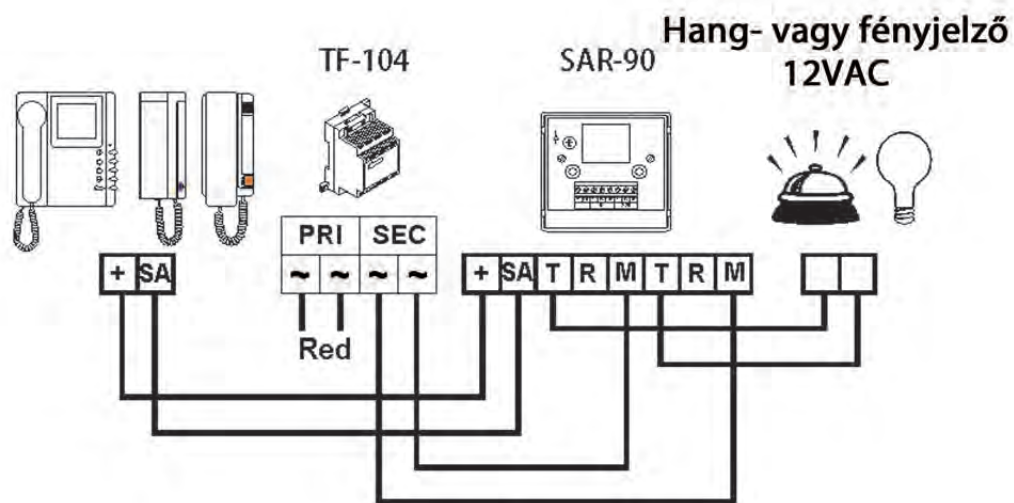 Hang- vagy fényjelző
12VAC
TF-104
SAR-90
PRI SEC
+ SA
~ ~ ~ ~
+ SA T R M T R M
Red